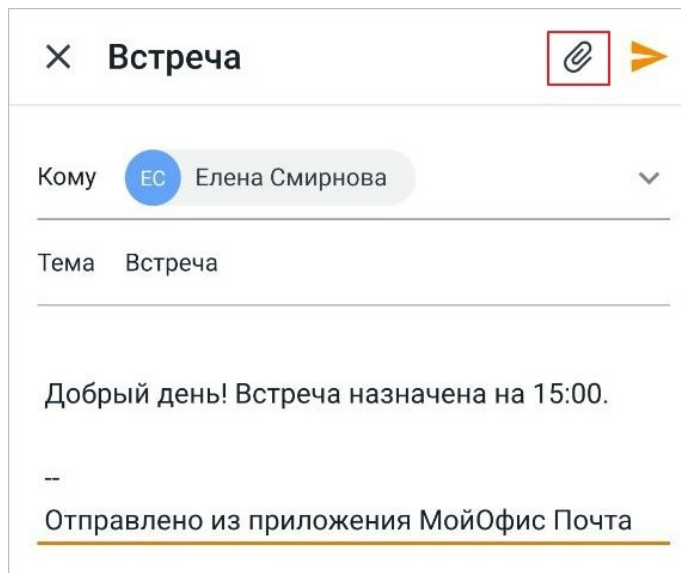 Встреча
Кому ЕС Елена Смирнова
Тема Встреча
Добрый день! Встреча назначена на 15:00.
--
Отправлено из приложения МойОфис Почта